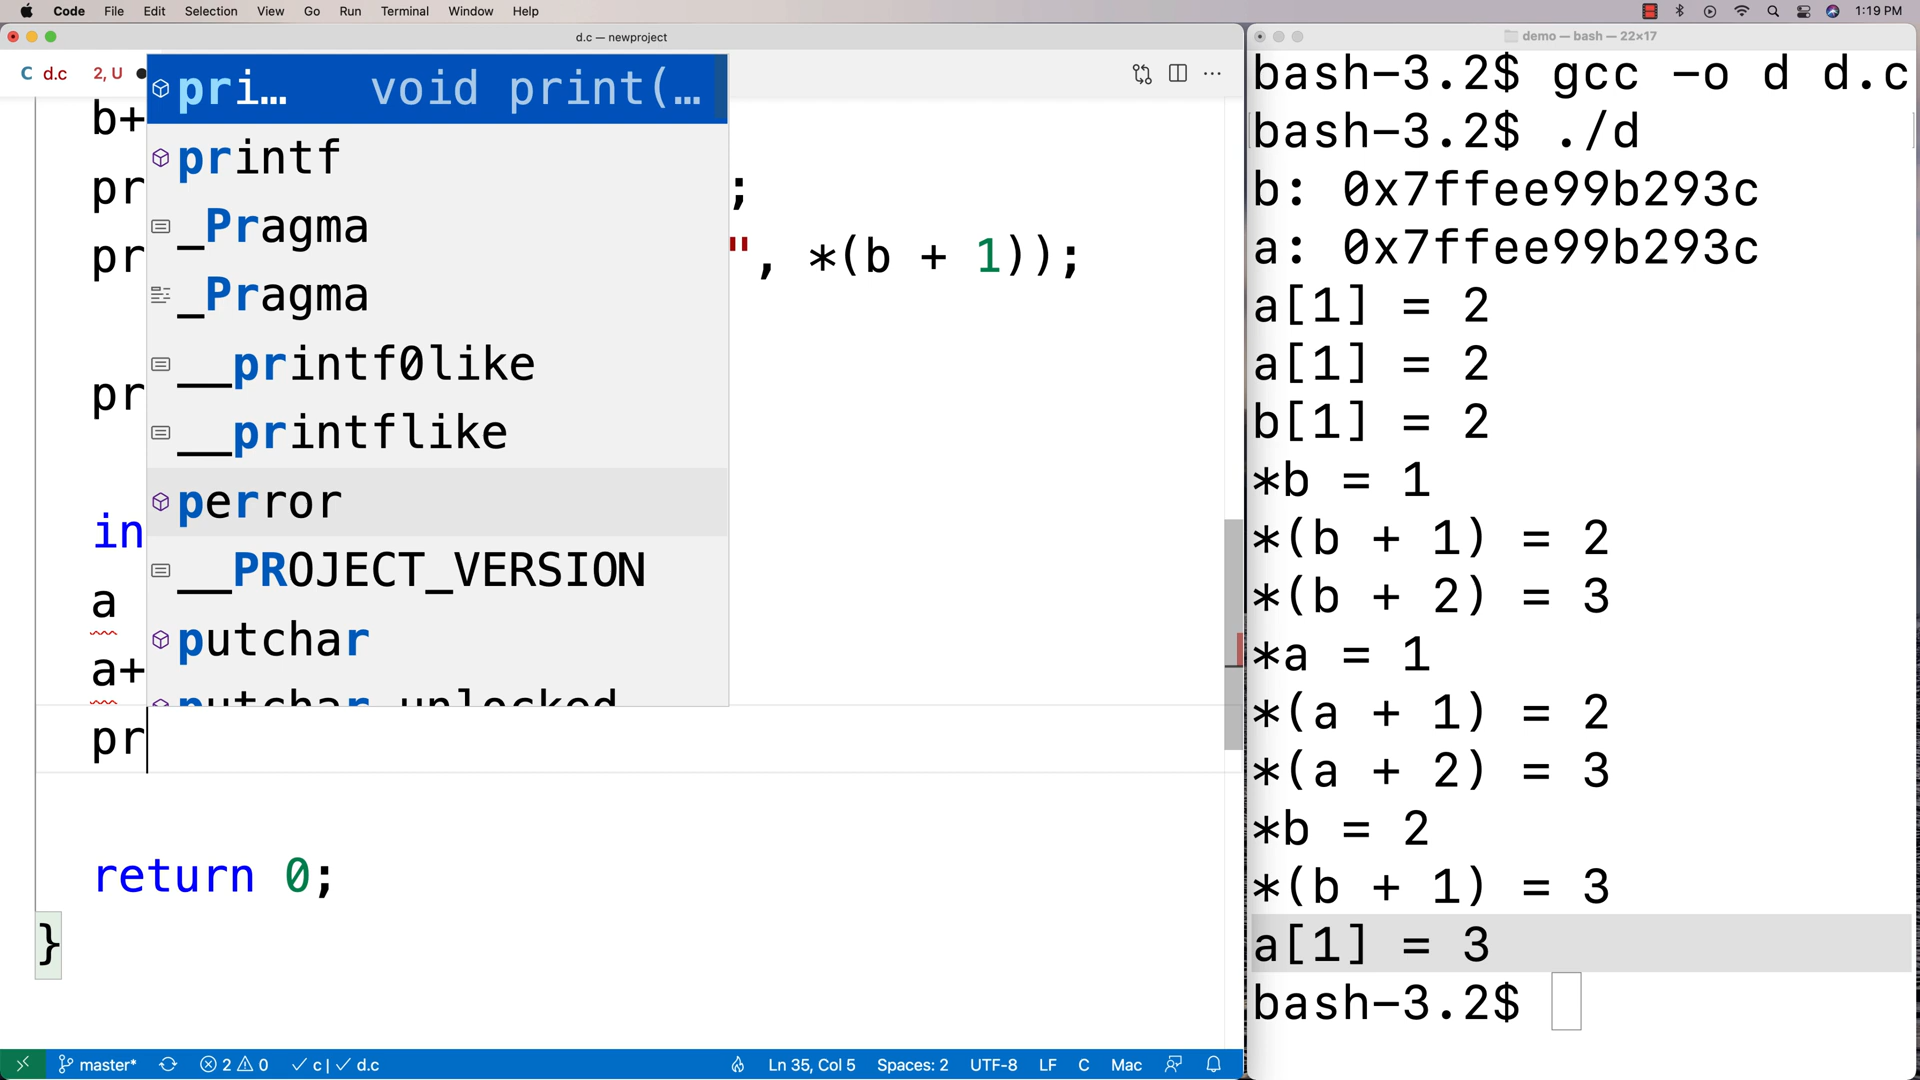 Code File Edit Selection View Go Run Terminal Window Help 1:19 PM
d.c — newproject
C d.c 2, U
b+
pr ;
pr ", *(b + 1));
pr
in
a
a+
pr
return 0;
}
pri… void print(…
printf
_Pragma
_Pragma
__printf0like
__printflike
perror
__PROJECT_VERSION
putchar
putchar_unlocked
master* 2 0 c | d.c Ln 35, Col 5 Spaces: 2 UTF-8 LF C Mac
demo — bash — 22×17
bash-3.2$ gcc -o d d.c
bash-3.2$ ./d
b: 0x7ffee99b293c
a: 0x7ffee99b293c
a[1] = 2
a[1] = 2
b[1] = 2
*b = 1
*(b + 1) = 2
*(b + 2) = 3
*a = 1
*(a + 1) = 2
*(a + 2) = 3
*b = 2
*(b + 1) = 3
a[1] = 3
bash-3.2$